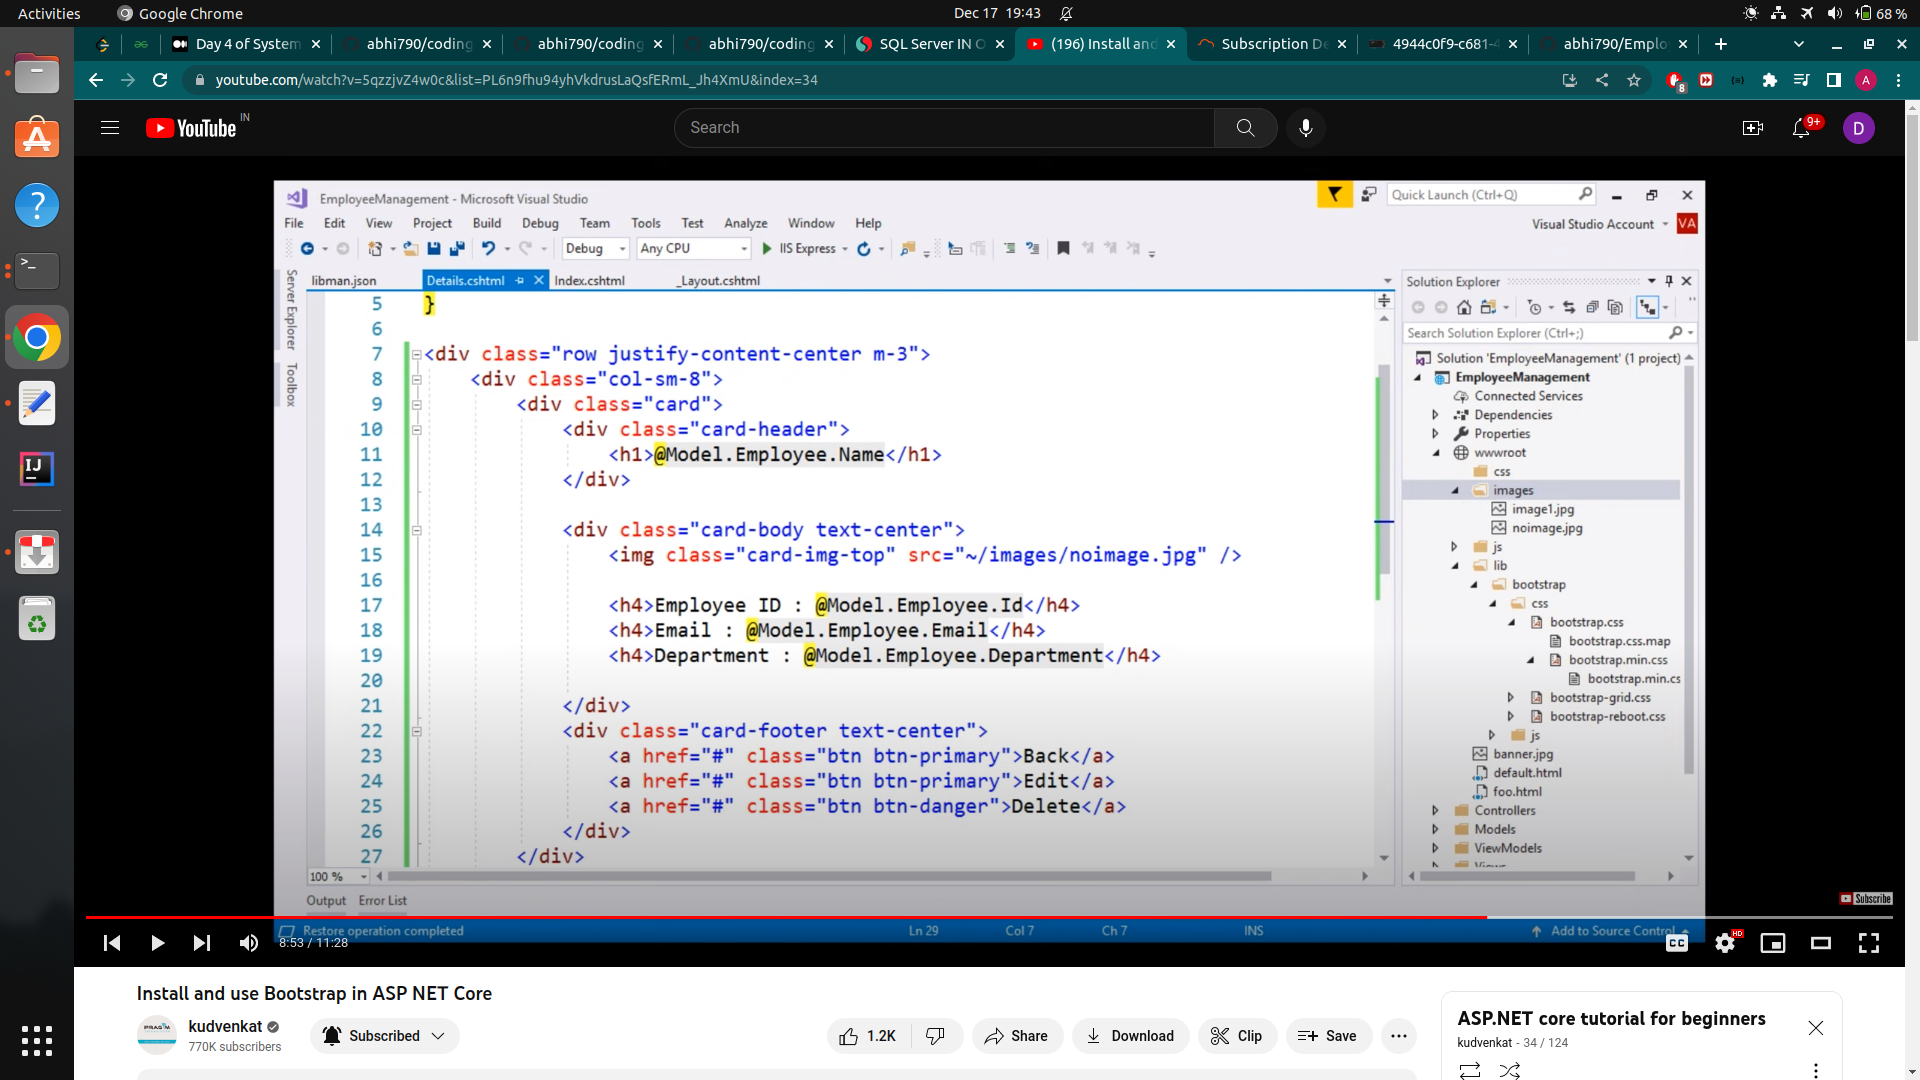 Activities
Google Chrome
Dec 17 19:43
68 %
Day 4 of System
abhi790/coding
abhi790/coding
abhi790/coding
SQL Server IN O
(196) Install and
Subscription De
4944c0f9-c681-4
abhi790/Emplo
youtube.com/watch?v=5qzzjvZ4w0c&list=PL6n9fhu94yhVkdrusLaQsfERmL_Jh4XmU&index=34
8
A
YouTube
IN
Search
9+
D
EmployeeManagement - Microsoft Visual Studio
Quick Launch (Ctrl+Q)
File Edit View Project Build Debug Team Tools Test Analyze Window Help
Visual Studio Account
VA
Debug
Any CPU
IIS Express
Server Explorer
Toolbox
libman.json
Details.cshtml
Index.cshtml
_Layout.cshtml
5 }
6
7 <div class="row justify-content-center m-3">
8 <div class="col-sm-8">
9 <div class="card">
10 <div class="card-header">
11 <h1>@Model.Employee.Name</h1>
12 </div>
13
14 <div class="card-body text-center">
15 <img class="card-img-top" src="~/images/noimage.jpg" />
16
17 <h4>Employee ID : @Model.Employee.Id</h4>
18 <h4>Email : @Model.Employee.Email</h4>
19 <h4>Department : @Model.Employee.Department</h4>
20
21 </div>
22 <div class="card-footer text-center">
23 <a href="#" class="btn btn-primary">Back</a>
24 <a href="#" class="btn btn-primary">Edit</a>
25 <a href="#" class="btn btn-danger">Delete</a>
26 </div>
27 </div>
100 %
Solution Explorer
Search Solution Explorer (Ctrl+;)
Solution 'EmployeeManagement' (1 project)
EmployeeManagement
Connected Services
Dependencies
Properties
wwwroot
css
images
image1.jpg
noimage.jpg
js
lib
bootstrap
css
bootstrap.css
bootstrap.css.map
bootstrap.min.css
bootstrap.min.cs
bootstrap-grid.css
bootstrap-reboot.css
js
banner.jpg
default.html
foo.html
Controllers
Models
ViewModels
Views
Output Error List
Subscribe
Restore operation completed
Ln 29
Col 7
Ch 7
INS
Add to Source Control
8:53 / 11:28
CC
HD
Install and use Bootstrap in ASP NET Core
PRAGIM
kudvenkat
770K subscribers
Subscribed
1.2K
Share
Download
Clip
Save
ASP.NET core tutorial for beginners
kudvenkat - 34 / 124